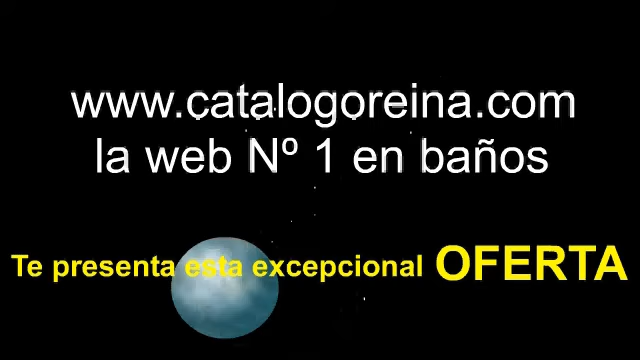 www.catalogoreina.com
la web Nº 1 en baños
Te presenta esta excepcional OFERTA